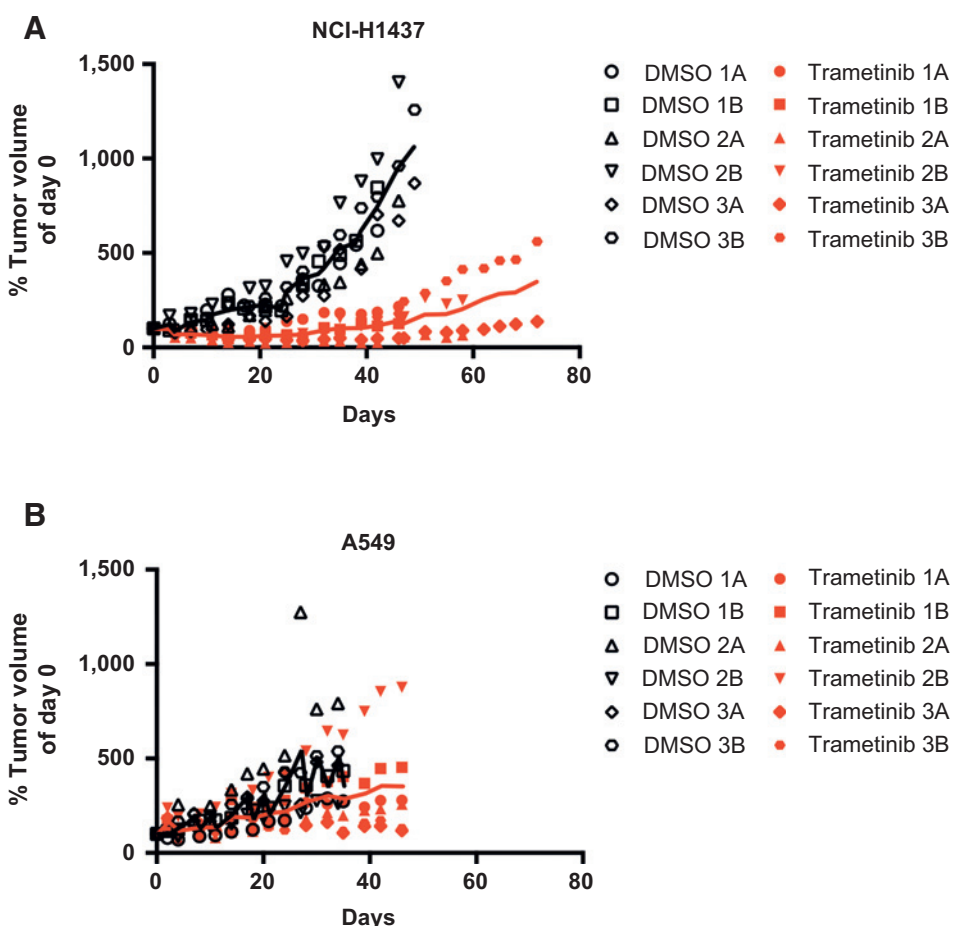 A
NCI-H1437
% Tumor volume
of day 0
1,500
1,000
500
0
0 20 40 60 80
Days
DMSO 1A Trametinib 1A
DMSO 1B Trametinib 1B
DMSO 2A Trametinib 2A
DMSO 2B Trametinib 2B
DMSO 3A Trametinib 3A
DMSO 3B Trametinib 3B
B
A549
% Tumor volume
of day 0
1,500
1,000
500
0
0 20 40 60 80
Days
DMSO 1A Trametinib 1A
DMSO 1B Trametinib 1B
DMSO 2A Trametinib 2A
DMSO 2B Trametinib 2B
DMSO 3A Trametinib 3A
DMSO 3B Trametinib 3B